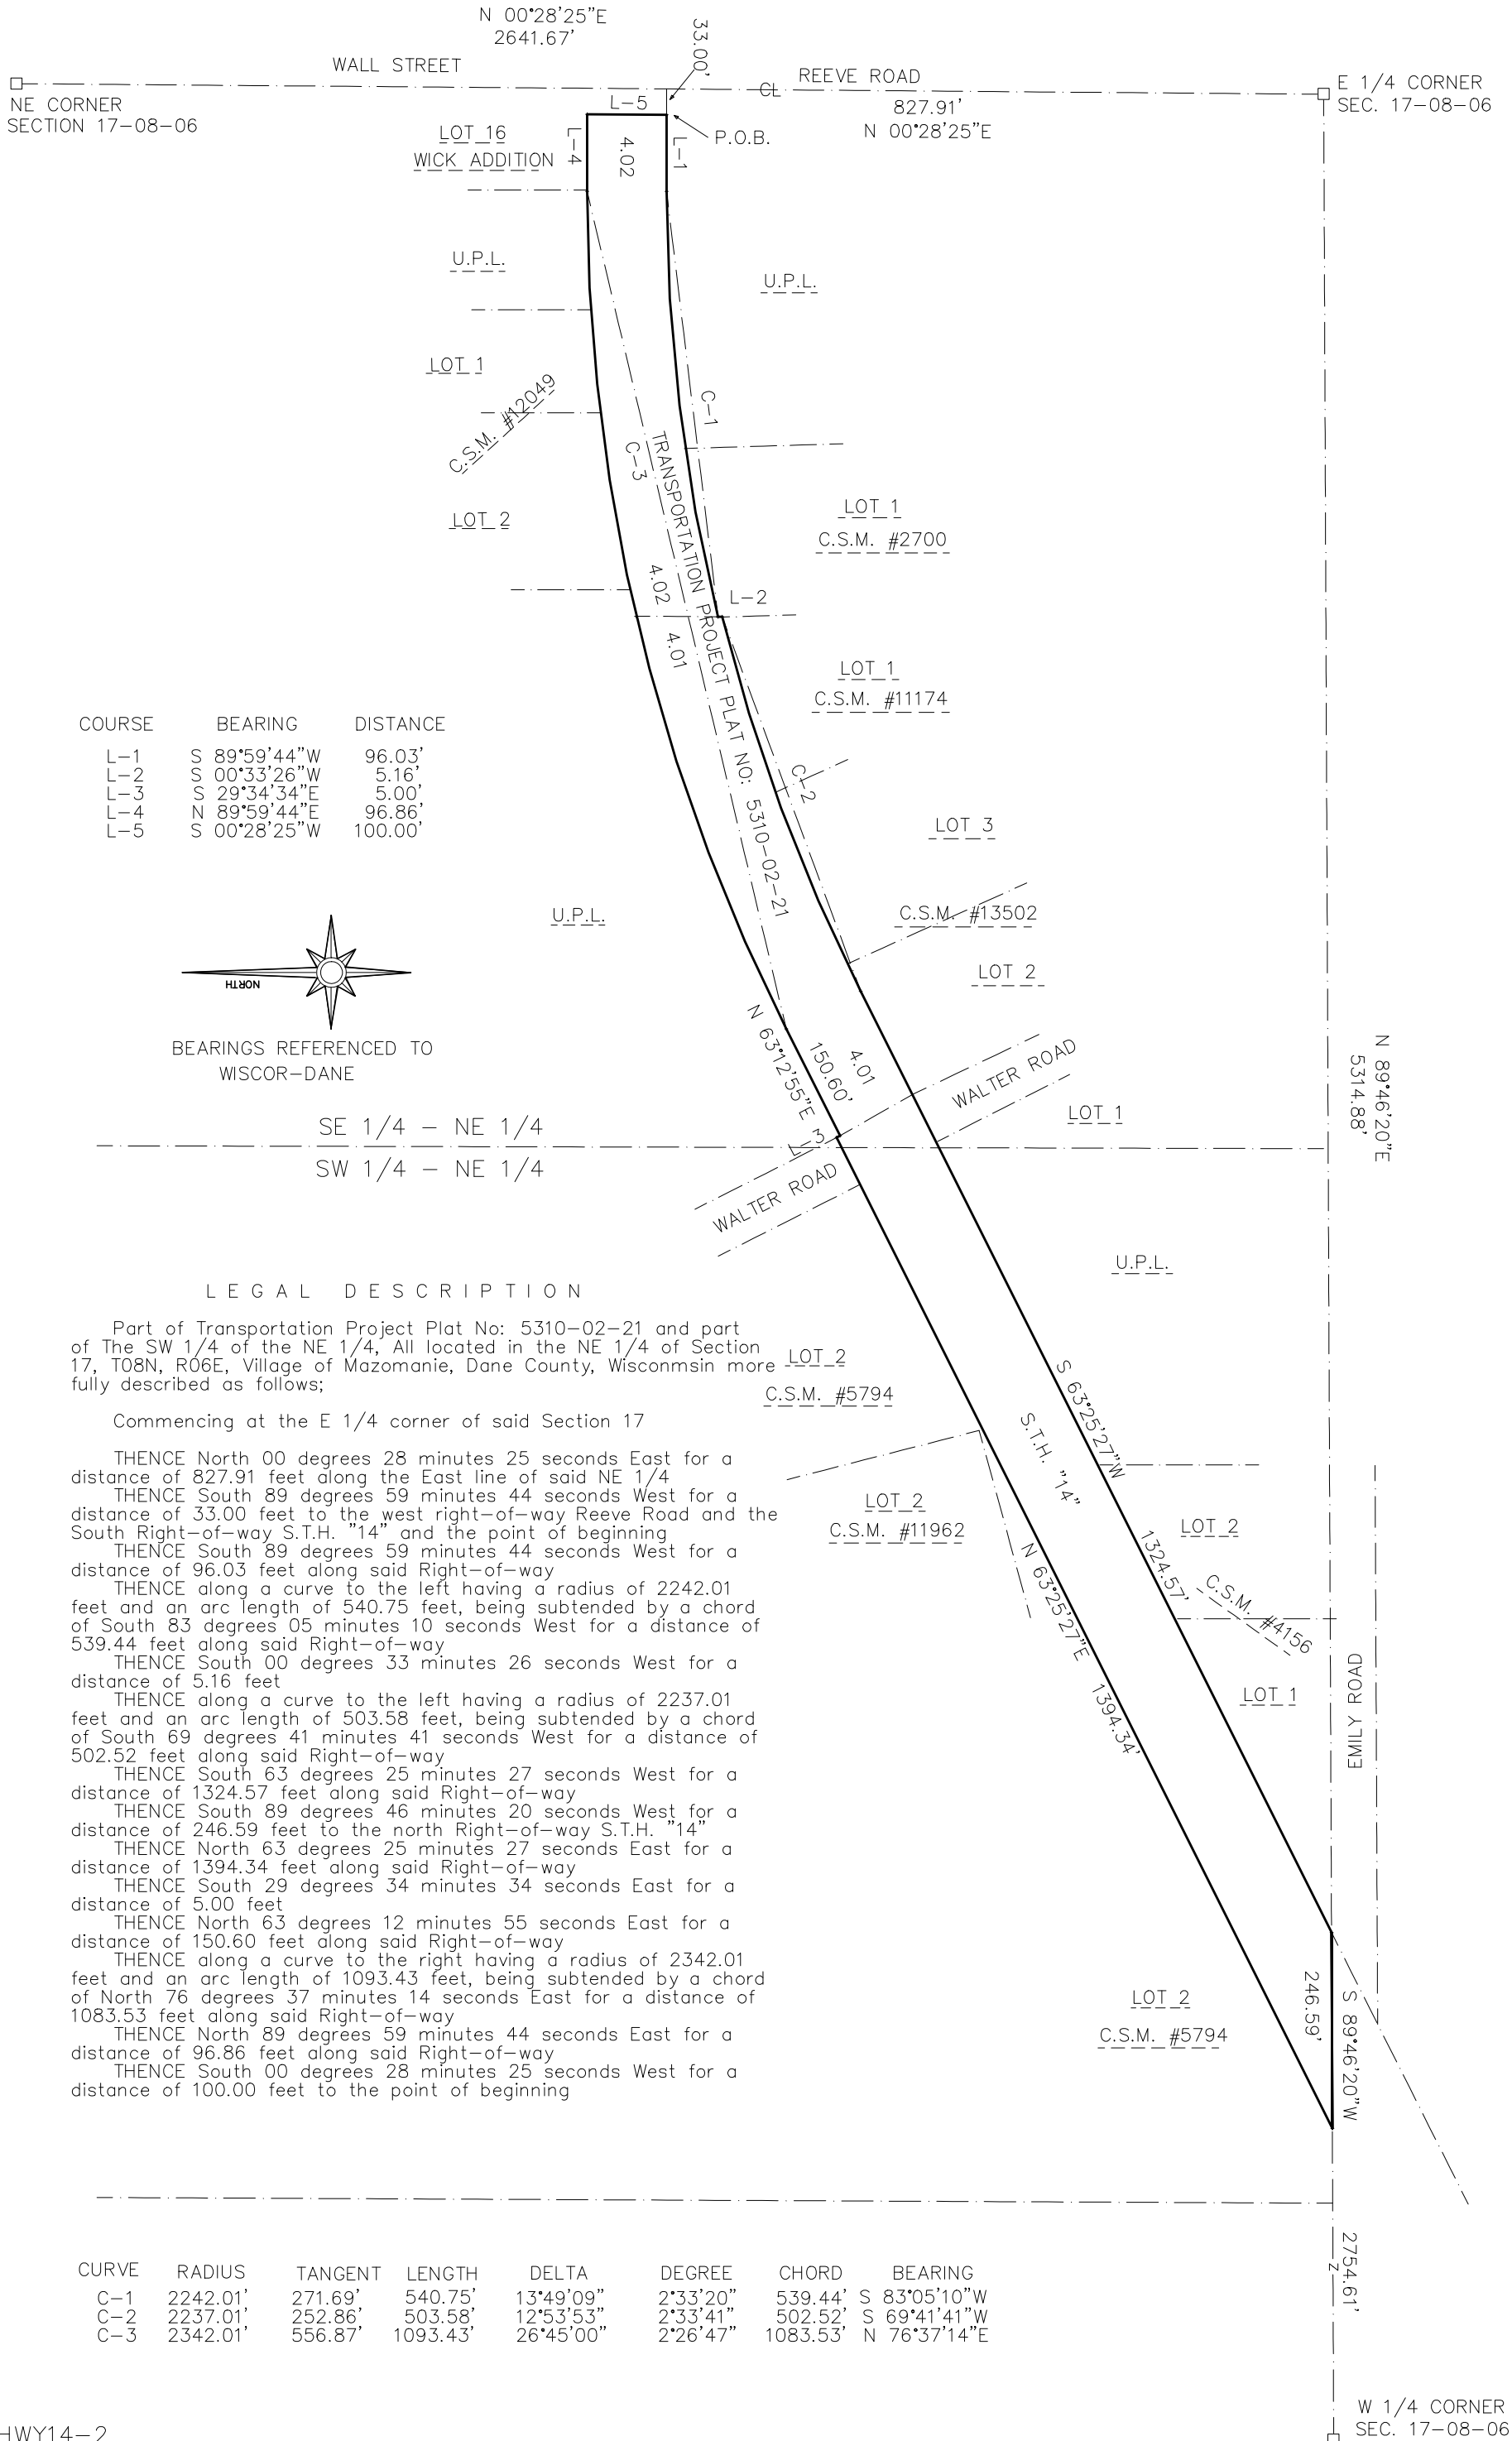 N 00°28'25"E
2641.67'
33.00'
WALL STREET
REEVE ROAD
CL
827.91'
N 00°28'25"E
E 1/4 CORNER
SEC. 17-08-06
NE CORNER
SECTION 17-08-06
L-5
P.O.B.
LOT 16
WICK ADDITION
L-4
4.02
L-1
U.P.L.
U.P.L.
LOT 1
C.S.M. #12049
C-1
C-3
LOT 2
LOT 1
C.S.M. #2700
TRANSPORTATION PROJECT PLAT NO: 5310-02-21
4.02
L-2
4.01
LOT 1
C.S.M. #11174
C-2
LOT 3
COURSE BEARING DISTANCE
L-1 S 89°59'44"W 96.03'
L-2 S 00°33'26"W 5.16'
L-3 S 29°34'34"E 5.00'
L-4 N 89°59'44"E 96.86'
L-5 S 00°28'25"W 100.00'
U.P.L.
C.S.M. #13502
LOT 2
NORTH
BEARINGS REFERENCED TO
WISCOR-DANE
N 63°12'55"E
150.60'
4.01
WALTER ROAD
LOT 1
N 89°46'20"E
5314.88'
SE 1/4 - NE 1/4
SW 1/4 - NE 1/4
L-3
WALTER ROAD
U.P.L.
LEGAL DESCRIPTION
Part of Transportation Project Plat No: 5310-02-21 and part
of The SW 1/4 of the NE 1/4, All located in the NE 1/4 of Section
17, T08N, R06E, Village of Mazomanie, Dane County, Wisconmsin more
fully described as follows;
Commencing at the E 1/4 corner of said Section 17
THENCE North 00 degrees 28 minutes 25 seconds East for a
distance of 827.91 feet along the East line of said NE 1/4
THENCE South 89 degrees 59 minutes 44 seconds West for a
distance of 33.00 feet to the west right-of-way Reeve Road and the
South Right-of-way S.T.H. "14" and the point of beginning
THENCE South 89 degrees 59 minutes 44 seconds West for a
distance of 96.03 feet along said Right-of-way
THENCE along a curve to the left having a radius of 2242.01
feet and an arc length of 540.75 feet, being subtended by a chord
of South 83 degrees 05 minutes 10 seconds West for a distance of
539.44 feet along said Right-of-way
THENCE South 00 degrees 33 minutes 26 seconds West for a
distance of 5.16 feet
THENCE along a curve to the left having a radius of 2237.01
feet and an arc length of 503.58 feet, being subtended by a chord
of South 69 degrees 41 minutes 41 seconds West for a distance of
502.52 feet along said Right-of-way
THENCE South 63 degrees 25 minutes 27 seconds West for a
distance of 1324.57 feet along said Right-of-way
THENCE South 89 degrees 46 minutes 20 seconds West for a
distance of 246.59 feet to the north Right-of-way S.T.H. "14"
THENCE North 63 degrees 25 minutes 27 seconds East for a
distance of 1394.34 feet along said Right-of-way
THENCE South 29 degrees 34 minutes 34 seconds East for a
distance of 5.00 feet
THENCE North 63 degrees 12 minutes 55 seconds East for a
distance of 150.60 feet along said Right-of-way
THENCE along a curve to the right having a radius of 2342.01
feet and an arc length of 1093.43 feet, being subtended by a chord
of North 76 degrees 37 minutes 14 seconds East for a distance of
1083.53 feet along said Right-of-way
THENCE North 89 degrees 59 minutes 44 seconds East for a
distance of 96.86 feet along said Right-of-way
THENCE South 00 degrees 28 minutes 25 seconds West for a
distance of 100.00 feet to the point of beginning
LOT 2
C.S.M. #5794
S 63°25'27"W
1324.57'
S.T.H. "14"
LOT 2
C.S.M. #11962
N 63°25'27"E
1394.34'
LOT 2
C.S.M. #4156
LOT 1
EMILY ROAD
LOT 2
C.S.M. #5794
246.59'
S 89°46'20"W
2754.61'
Z
CURVE RADIUS TANGENT LENGTH DELTA DEGREE CHORD BEARING
C-1 2242.01' 271.69' 540.75' 13°49'09" 2°33'20" 539.44' S 83°05'10"W
C-2 2237.01' 252.86' 503.58' 12°53'53" 2°33'41" 502.52' S 69°41'41"W
C-3 2342.01' 556.87' 1093.43' 26°45'00" 2°26'47" 1083.53' N 76°37'14"E
W 1/4 CORNER
SEC. 17-08-06
HWY14-2